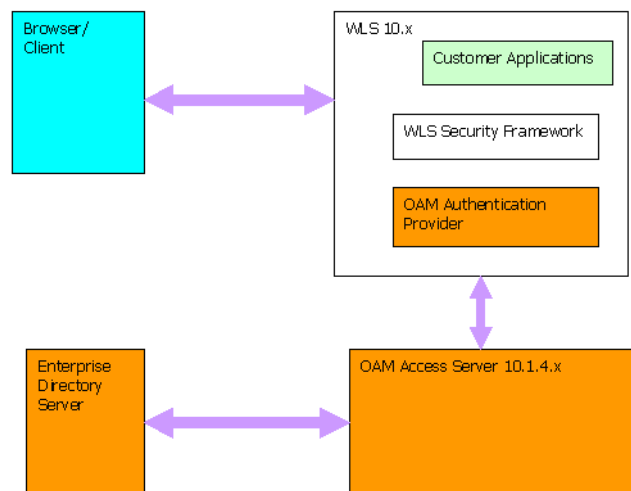 Browser/
Client
WLS 10.x
Customer Applications
WLS Security Framework
OAM Authentication
Provider
Enterprise
Directory
Server
OAM Access Server 10.1.4.x